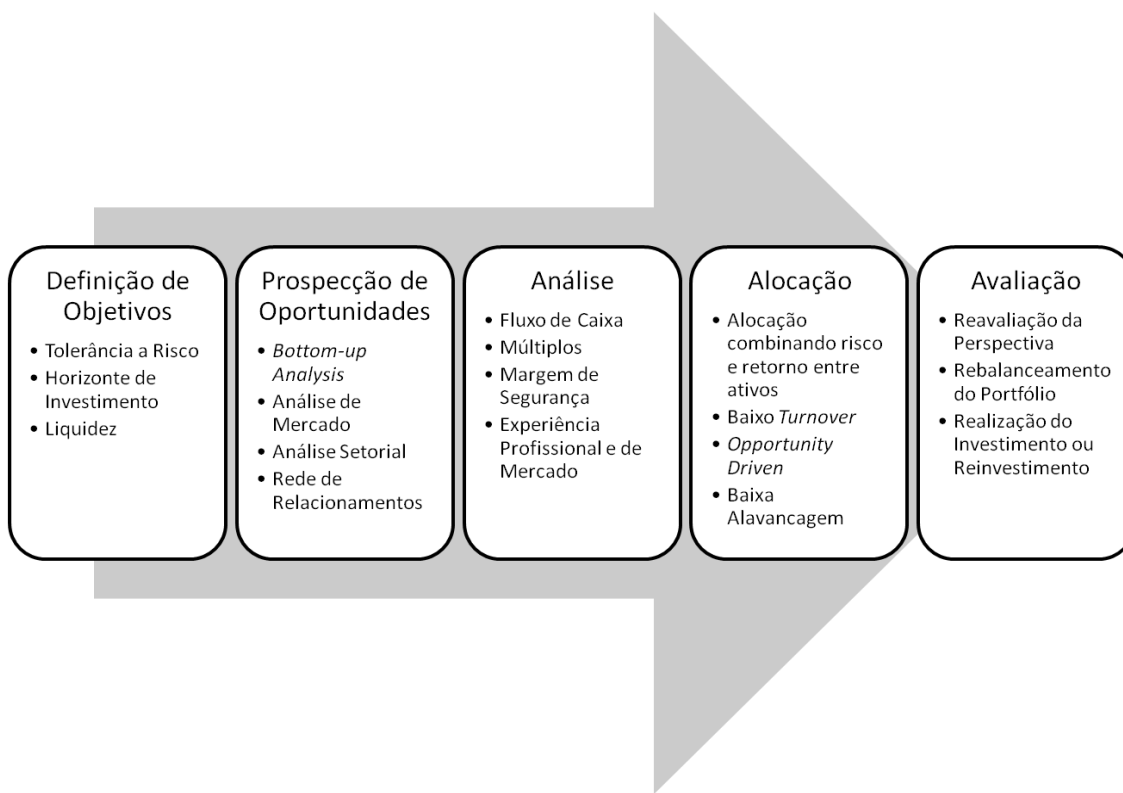 Definição de
Objetivos
• Tolerância a Risco
• Horizonte de
Investimento
• Liquidez
Prospecção de
Oportunidades
• Bottom-up
Analysis
• Análise de
Mercado
• Análise Setorial
• Rede de
Relacionamentos
Análise
• Fluxo de Caixa
• Múltiplos
• Margem de
Segurança
• Experiência
Profissional e de
Mercado
Alocação
• Alocação
combinando risco
e retorno entre
ativos
• Baixo Turnover
• Opportunity
Driven
• Baixa
Alavancagem
Avaliação
• Reavaliação da
Perspectiva
• Rebalanceamento
do Portfólio
• Realização do
Investimento ou
Reinvestimento